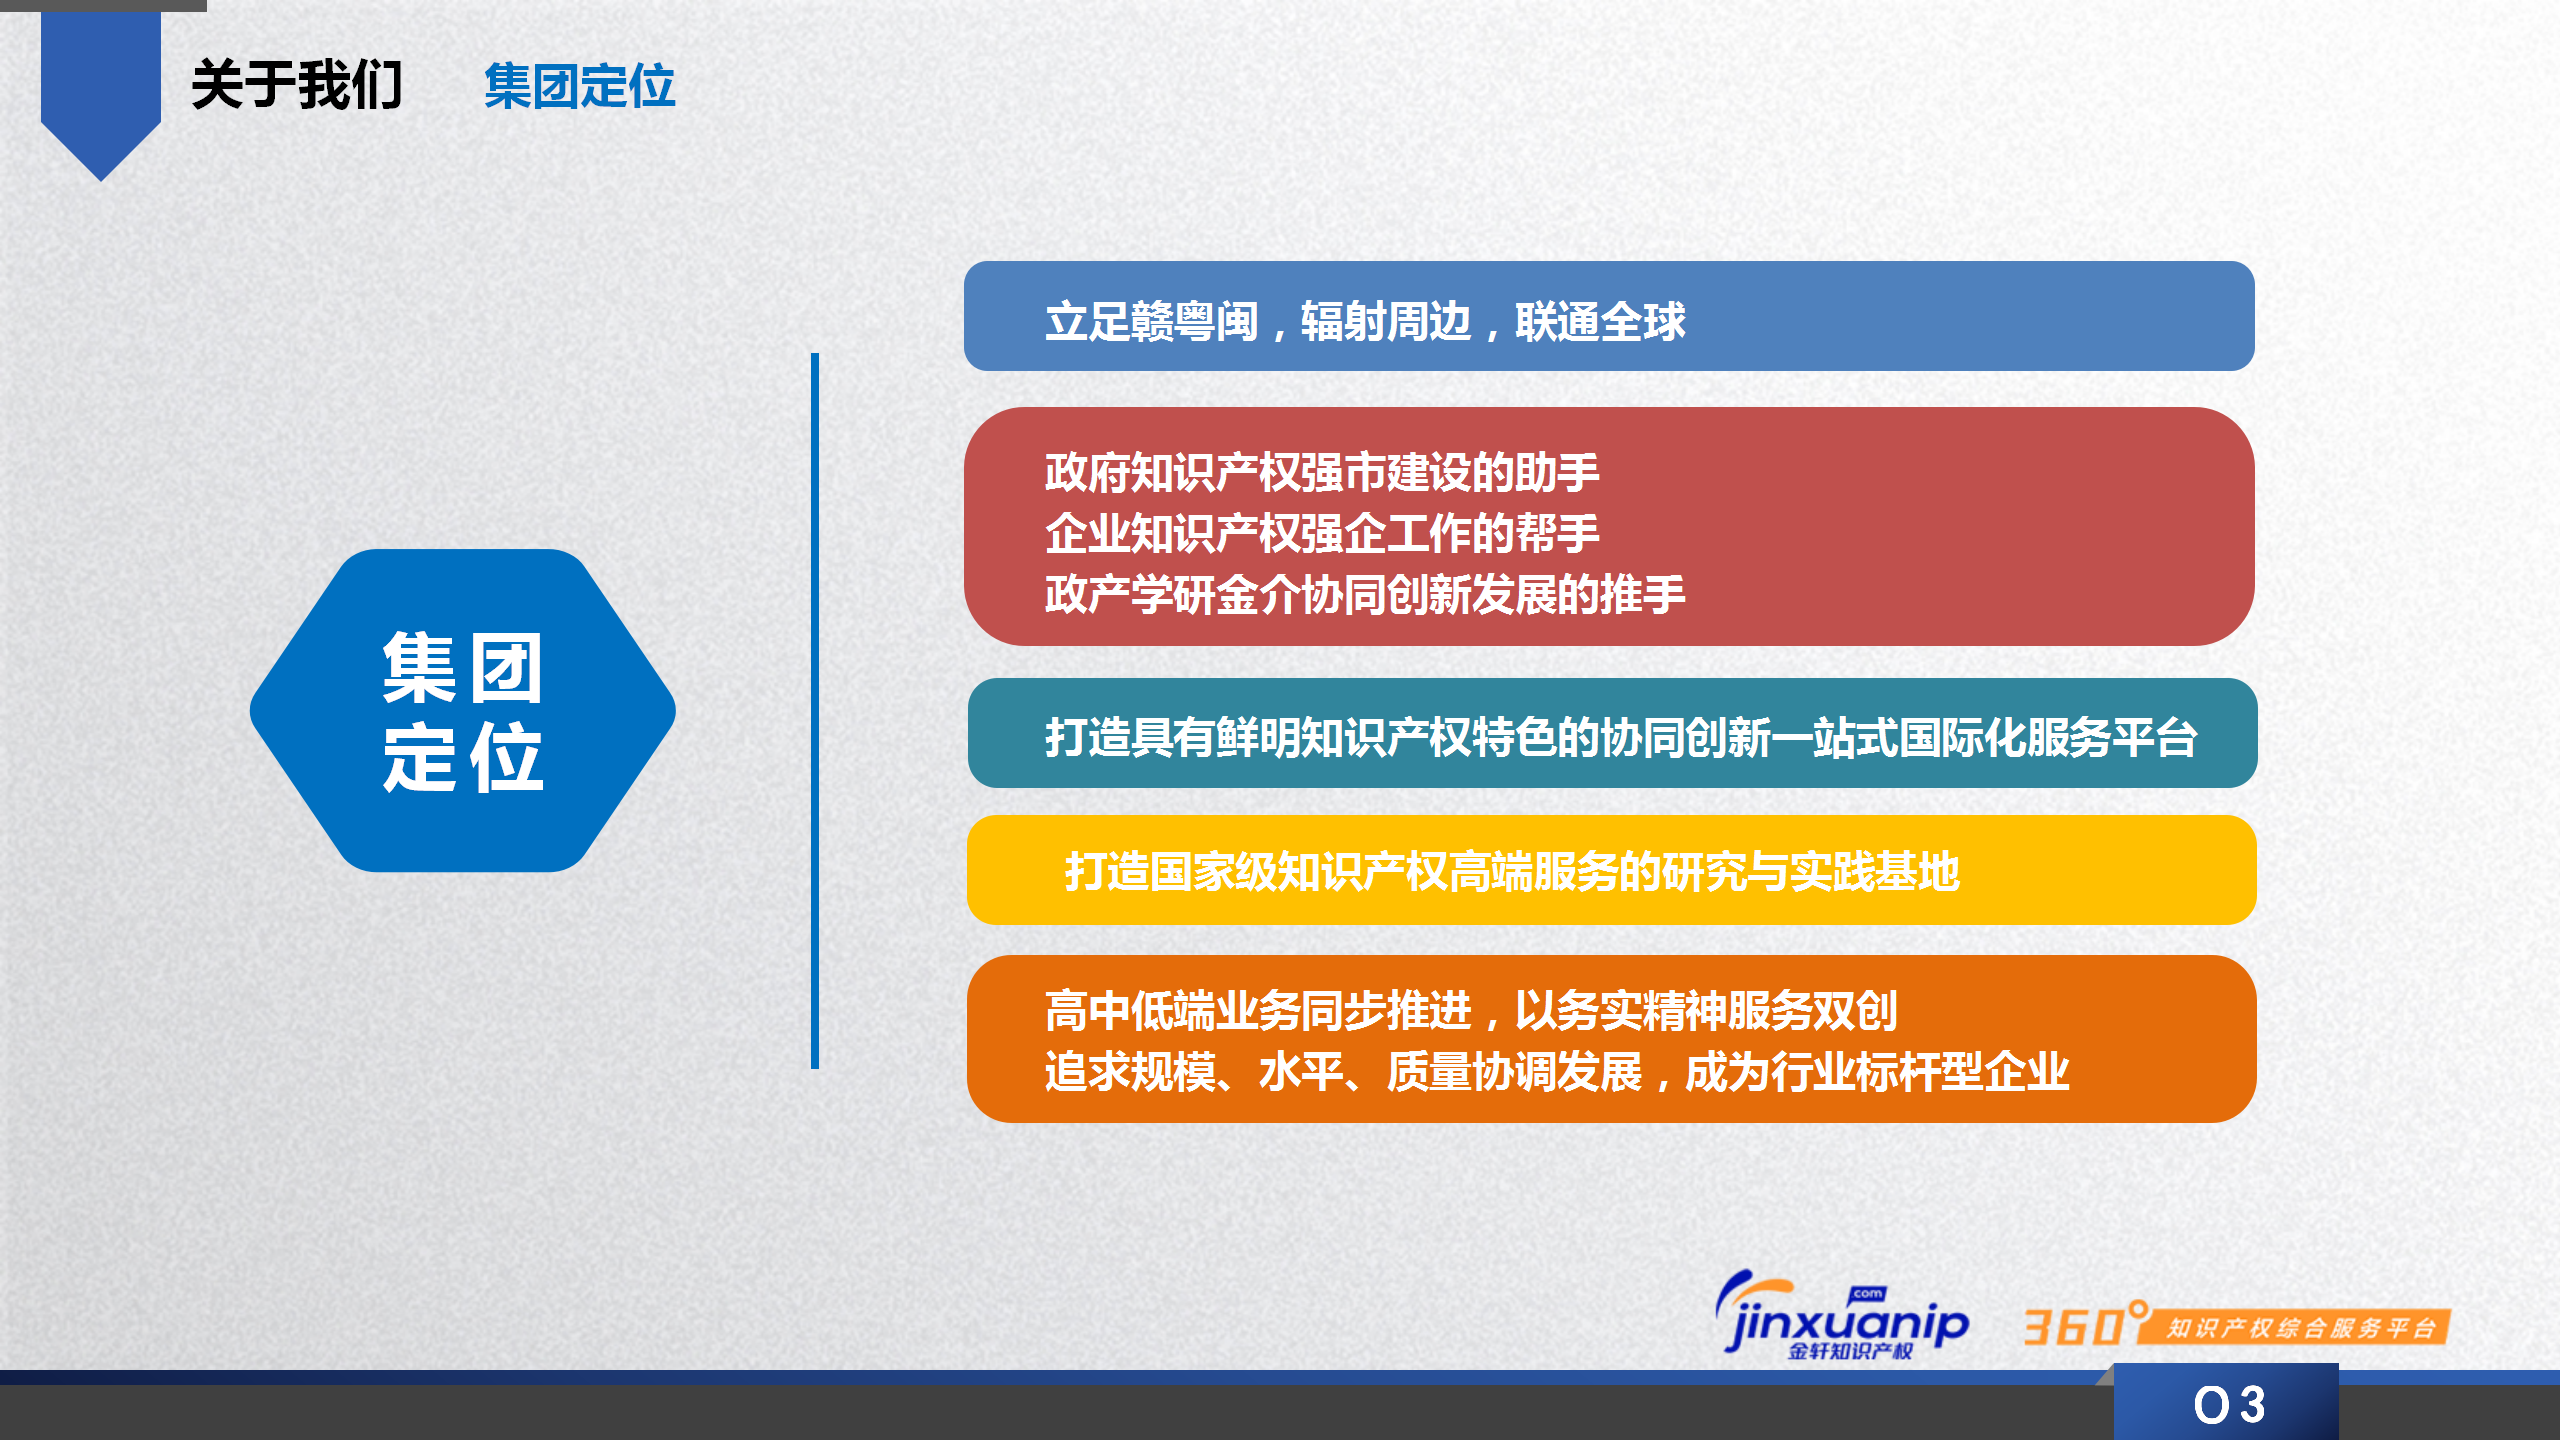 关于我们 集团定位
集团
定位
立足赣粤闽，辐射周边，联通全球
政府知识产权强市建设的助手
企业知识产权强企工作的帮手
政产学研金介协同创新发展的推手
打造具有鲜明知识产权特色的协同创新一站式国际化服务平台
打造国家级知识产权高端服务的研究与实践基地
高中低端业务同步推进，以务实精神服务双创
追求规模、水平、质量协调发展，成为行业标杆型企业
com
jinxuanip
金轩知识产权
360° 知识产权综合服务平台
03